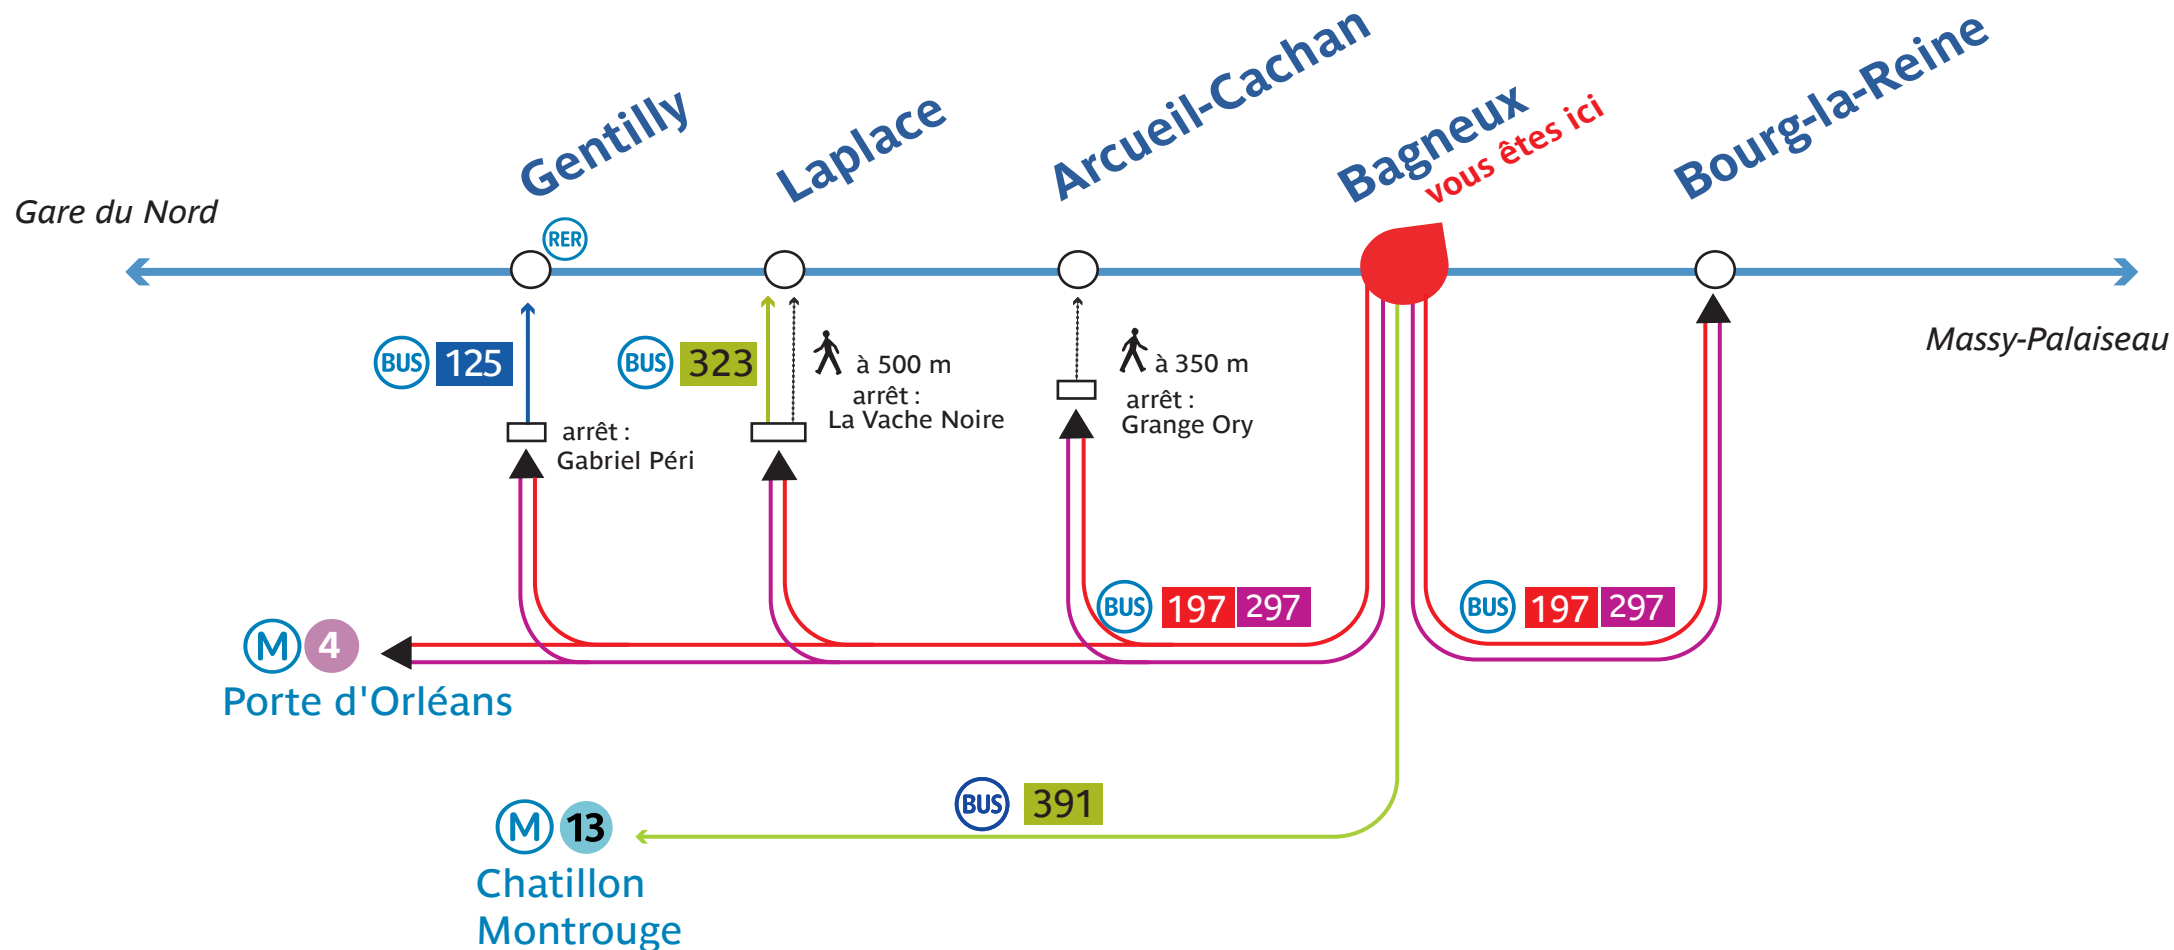 Gentilly
Laplace
Arcueil-Cachan
Bagneux
vous êtes ici
Bourg-la-Reine
Gare du Nord
RER
Massy-Palaiseau
BUS 125
BUS 323
à 500 m
arrêt :
La Vache Noire
à 350 m
arrêt :
Grange Ory
arrêt :
Gabriel Péri
BUS 197 297
BUS 197 297
M 4
Porte d'Orléans
BUS 391
M 13
Chatillon
Montrouge